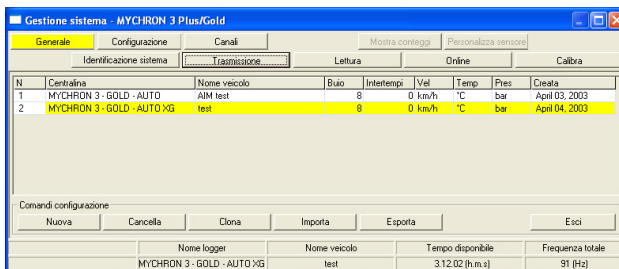 Gestione sistema - MYCHRON 3 Plus/Gold
Generale Configurazione Canali Mostra conteggi Personalizza sensore
Identificazione sistema Trasmissione Lettura Online Calibra
N Centralina Nome veicolo Buio Intertempi Vel Temp Pres Creata
1 MYCHRON 3 - GOLD - AUTO AIM test 8 0 km/h °C bar April 03, 2003
2 MYCHRON 3 - GOLD - AUTO XG test 8 0 km/h °C bar April 04, 2003
Comandi configurazione
Nuova Cancella Clona Importa Esporta Esci
Nome logger Nome veicolo Tempo disponibile Frequenza totale
MYCHRON 3 - GOLD - AUTO XG test 3.12.02 (h.m.s) 91 (Hz)